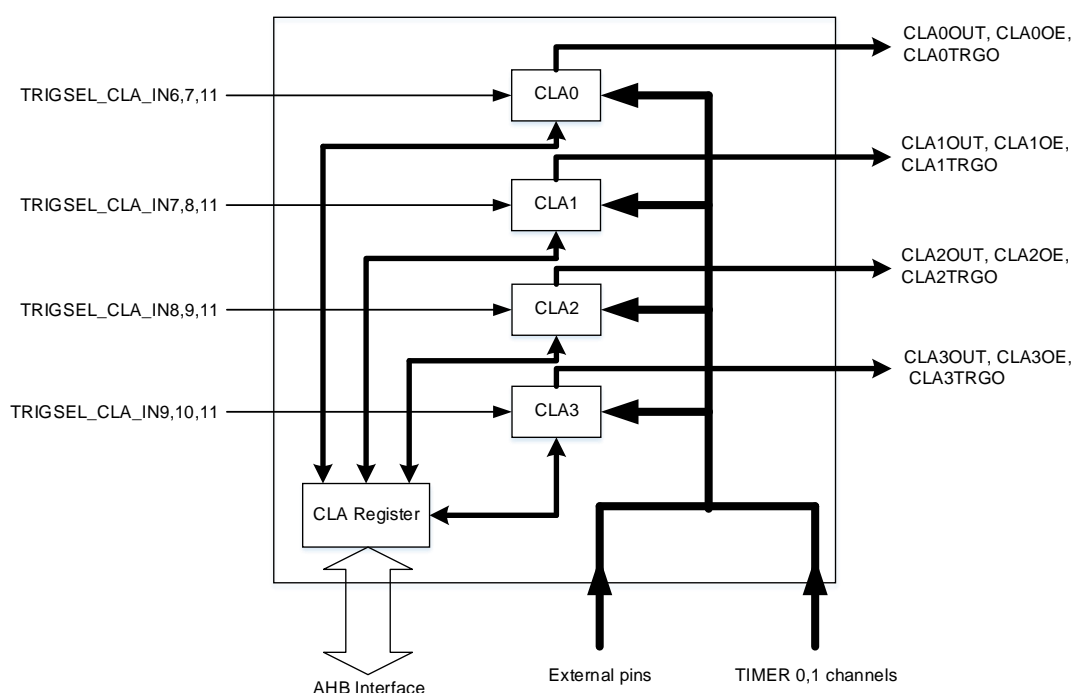 CLA0OUT, CLA0OE,
CLA0TRGO
TRIGSEL_CLA_IN6,7,11
CLA0
CLA1OUT, CLA1OE,
CLA1TRGO
TRIGSEL_CLA_IN7,8,11
CLA1
CLA2OUT, CLA2OE,
CLA2TRGO
TRIGSEL_CLA_IN8,9,11
CLA2
CLA3OUT, CLA3OE,
CLA3TRGO
TRIGSEL_CLA_IN9,10,11
CLA3
CLA Register
External pins
TIMER 0,1 channels
AHB Interface